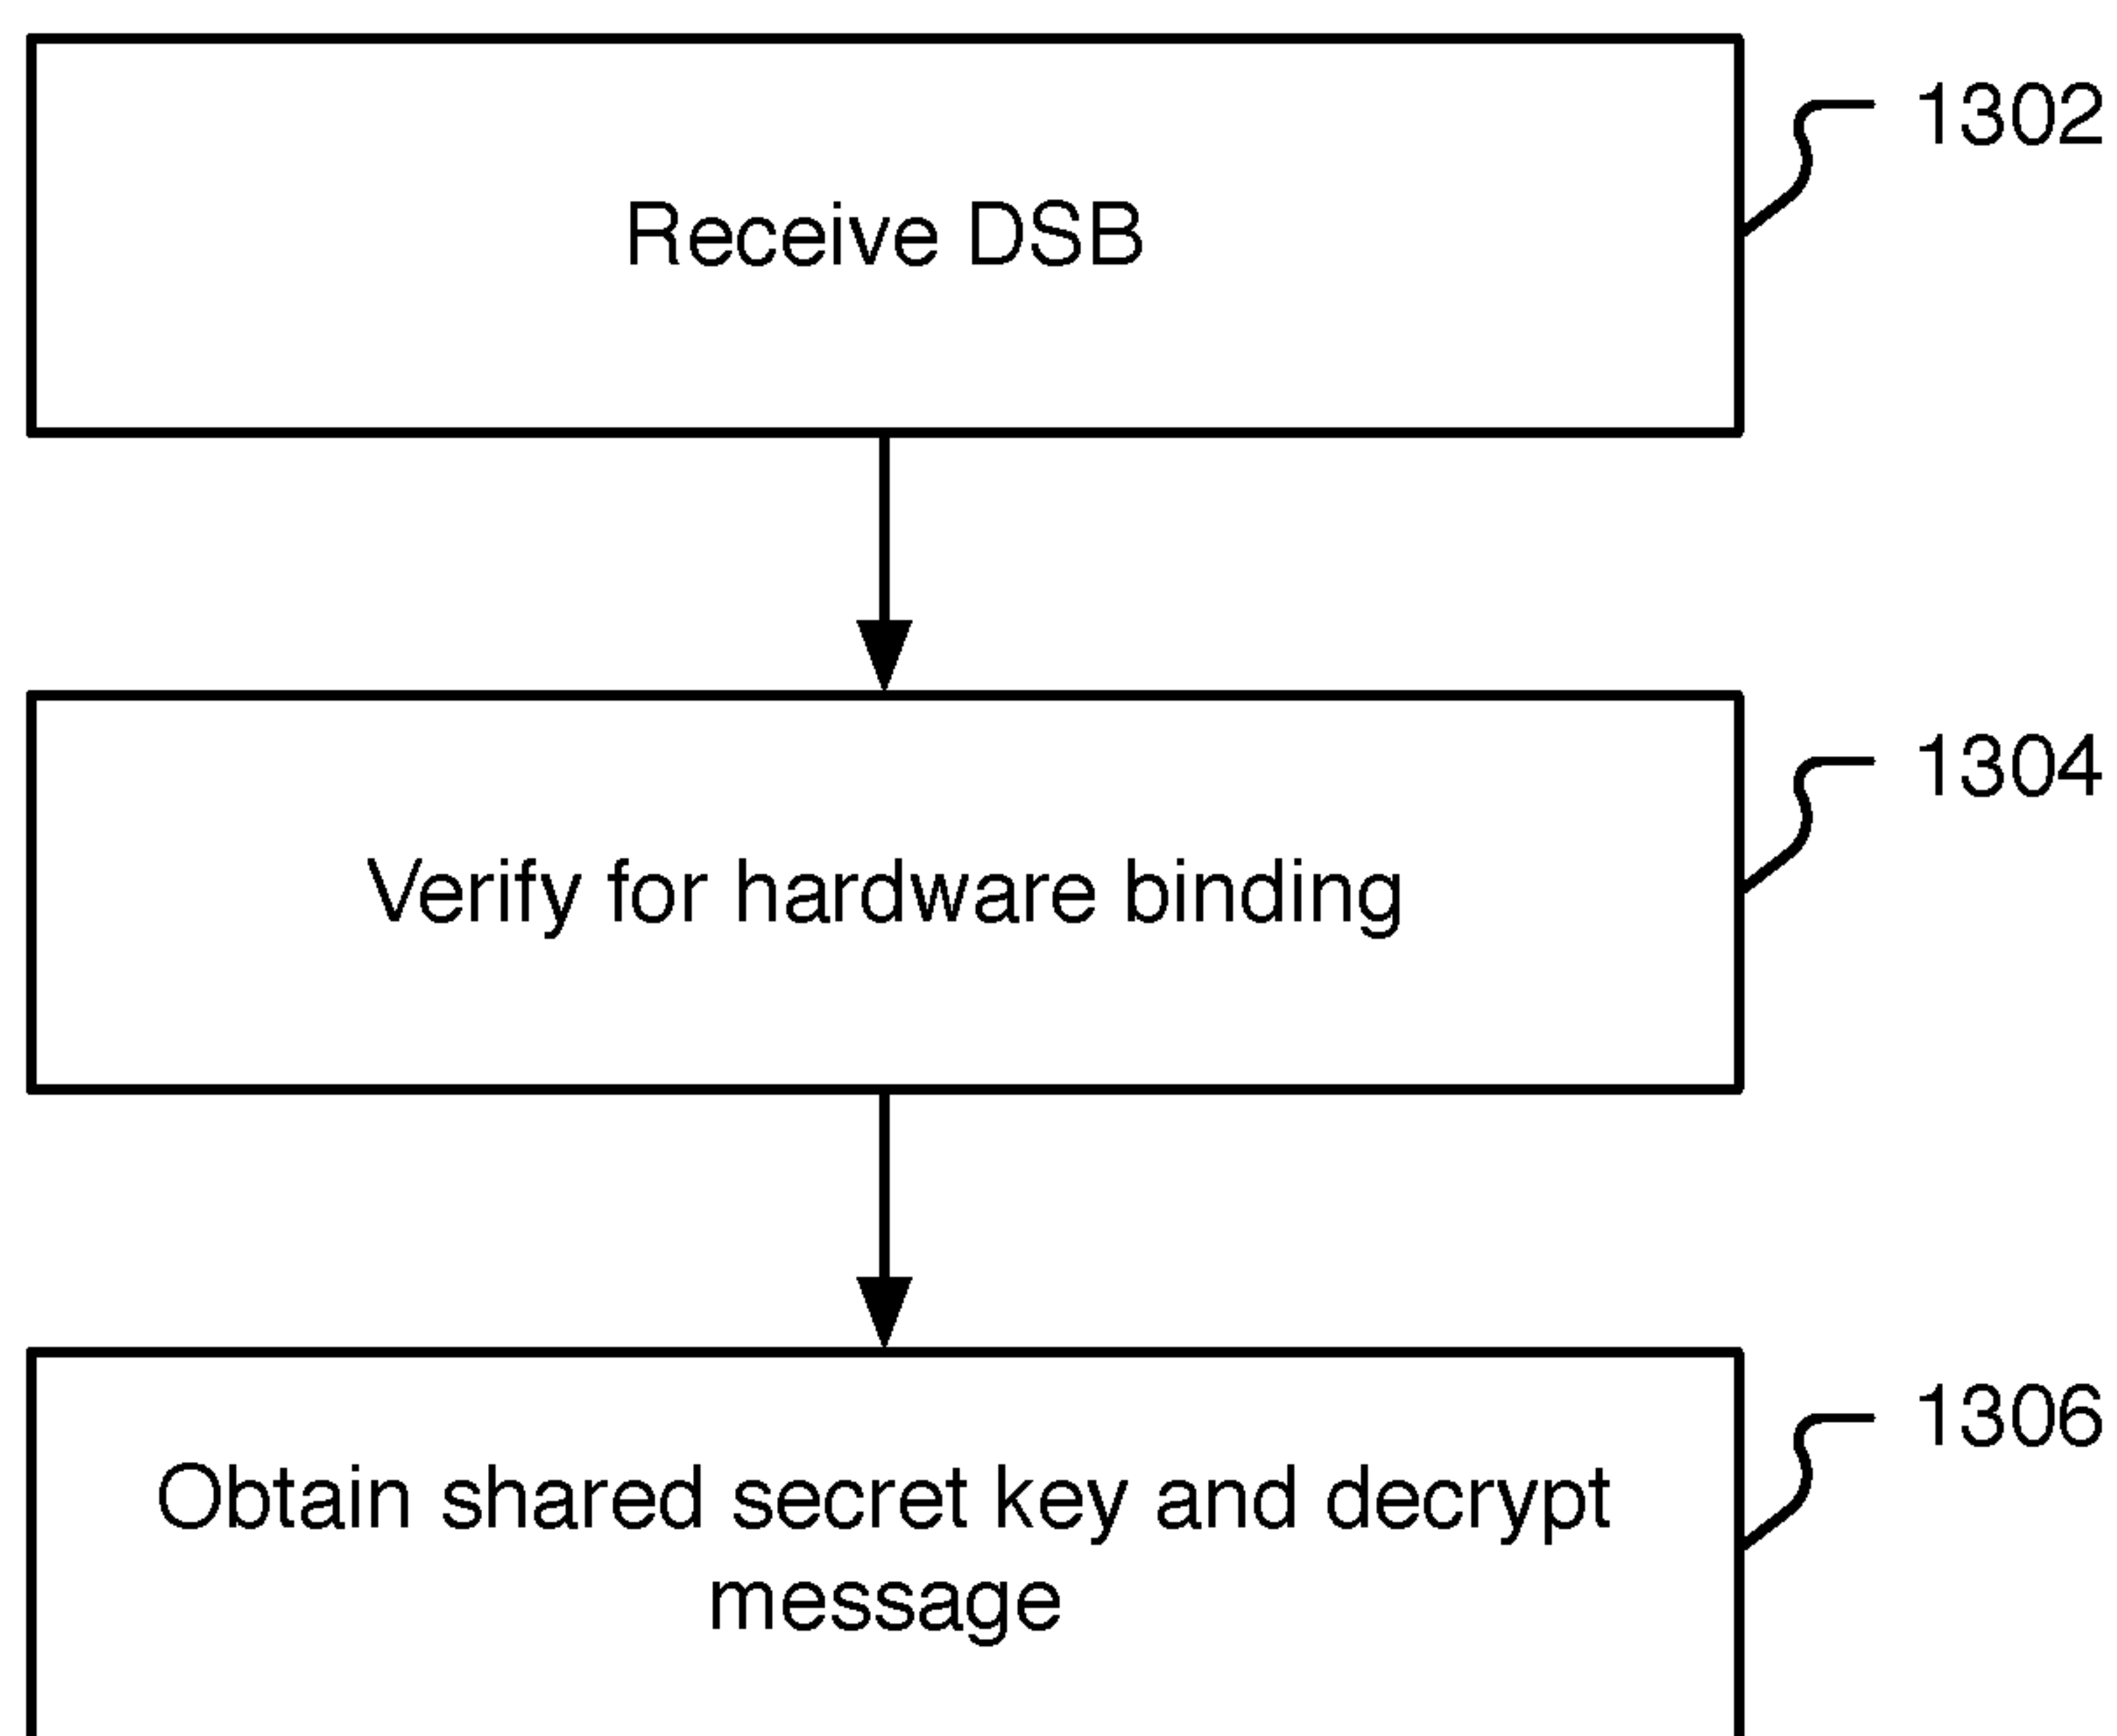 Receive DSB
1302
Verify for hardware binding
1304
Obtain shared secret key and decrypt
message
1306